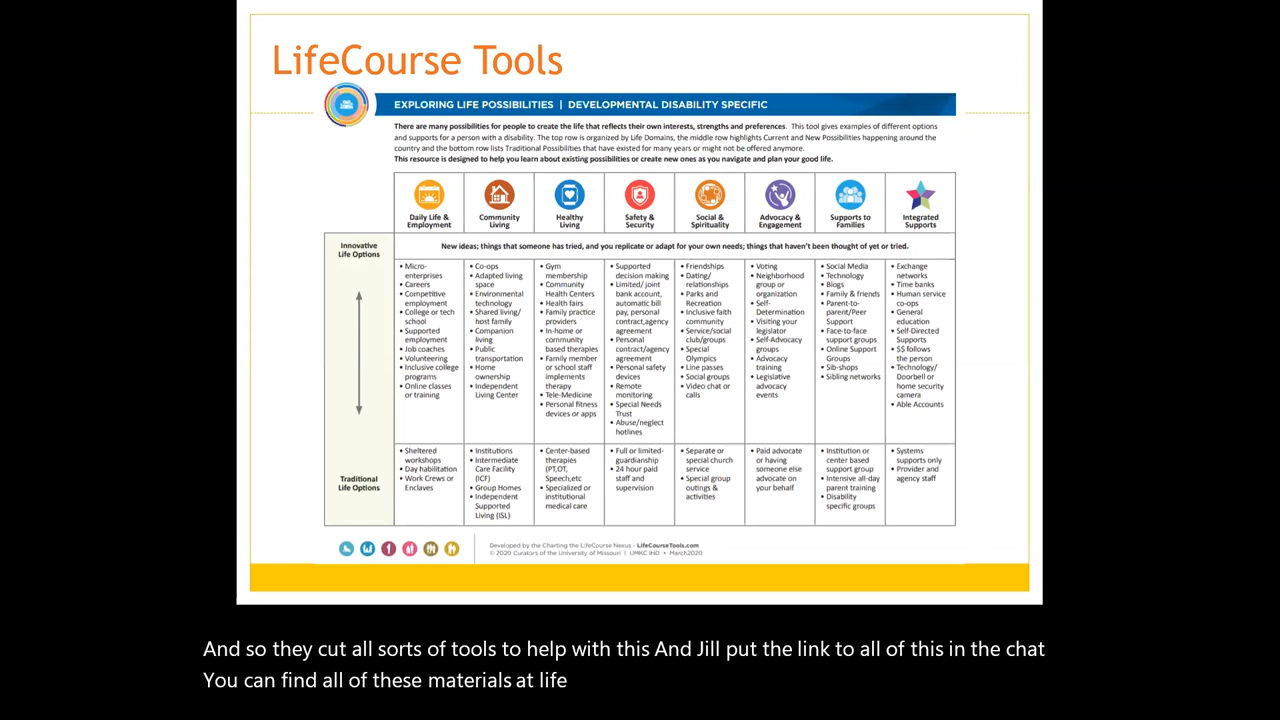 LifeCourse Tools
EXPLORING LIFE POSSIBILITIES | DEVELOPMENTAL DISABILITY SPECIFIC
There are many possibilities for people to create the life that reflects their own interests, strengths and preferences. This tool gives examples of different options
and supports for a person with a disability. The top row is organized by Life Domains, the middle row highlights Current and New Possibilities happening around the
country and the bottom row lists Traditional Possibilities that have existed for many years or might not be offered anymore.
This resource is designed to help you learn about existing possibilities or create new ones as you navigate and plan your good life.
Daily Life &
Employment
Community
Living
Healthy
Living
Safety &
Security
Social &
Spirituality
Advocacy &
Engagement
Supports to
Families
Integrated
Supports
Innovative
Life Options
New ideas; things that someone has tried, and you replicate or adapt for your own needs; things that haven't been thought of yet or tried.
• Micro-
enterprises
• Careers
• Competitive
employment
• College or tech
school
• Supported
employment
• Job coaches
• Volunteering
• Inclusive college
programs
• Online classes
or training
• Co-ops
• Adapted living
space
• Environmental
technology
• Shared living/
host family
• Companion
living
• Public
transportation
• Home
ownership
• Independent
Living Center
• Gym
membership
• Community
Health Centers
• Health fairs
• Family practice
providers
• In-home or
community
based therapies
• Family member
or school staff
implements
therapy
• Tele-Medicine
• Personal fitness
devices or apps
• Supported
decision making
• Limited/ joint
bank account,
automatic bill
pay, personal
contract,agency
agreement
• Personal
contract/agency
agreement
• Personal safety
devices
• Remote
monitoring
• Special Needs
Trust
• Abuse/neglect
hotlines
• Friendships
• Dating/
relationships
• Parks and
Recreation
• Inclusive faith
community
• Service/social
club/groups
• Special
Olympics
• Line passes
• Social groups
• Video chat or
calls
• Voting
• Neighborhood
group or
organization
• Self-
Determination
• Visiting your
legislator
• Self-Advocacy
groups
• Advocacy
training
• Legislative
advocacy
events
• Social Media
• Technology
• Blogs
• Family & friends
• Parent-to-
parent/Peer
Support
• Face-to-face
support groups
• Online Support
Groups
• Sib-shops
• Sibling networks
• Exchange
networks
• Time banks
• Human service
co-ops
• General
education
• Self-Directed
Supports
• $$ follows
the person
• Technology/
Doorbell or
home security
camera
• Able Accounts
Traditional
Life Options
• Sheltered
workshops
• Day habilitation
• Work Crews or
Enclaves
• Institutions
• Intermediate
Care Facility
(ICF)
• Group Homes
• Independent
Supported
Living (ISL)
• Center-based
therapies
(PT,OT,
Speech,etc
• Specialized or
institutional
medical care
• Full or limited-
guardianship
• 24 hour paid
staff and
supervision
• Separate or
special church
service
• Special group
outings &
activities
• Paid advocate
or having
someone else
advocate on
your behalf
• Institution or
center based
support group
• Intensive all-day
parent training
• Disability
specific groups
• Systems
supports only
• Provider and
agency staff
Developed by the Charting the LifeCourse Nexus - LifeCourseTools.com
© 2020 Curators of the University of Missouri | UMKC IHD • March2020
And so they cut all sorts of tools to help with this And Jill put the link to all of this in the chat
You can find all of these materials at life